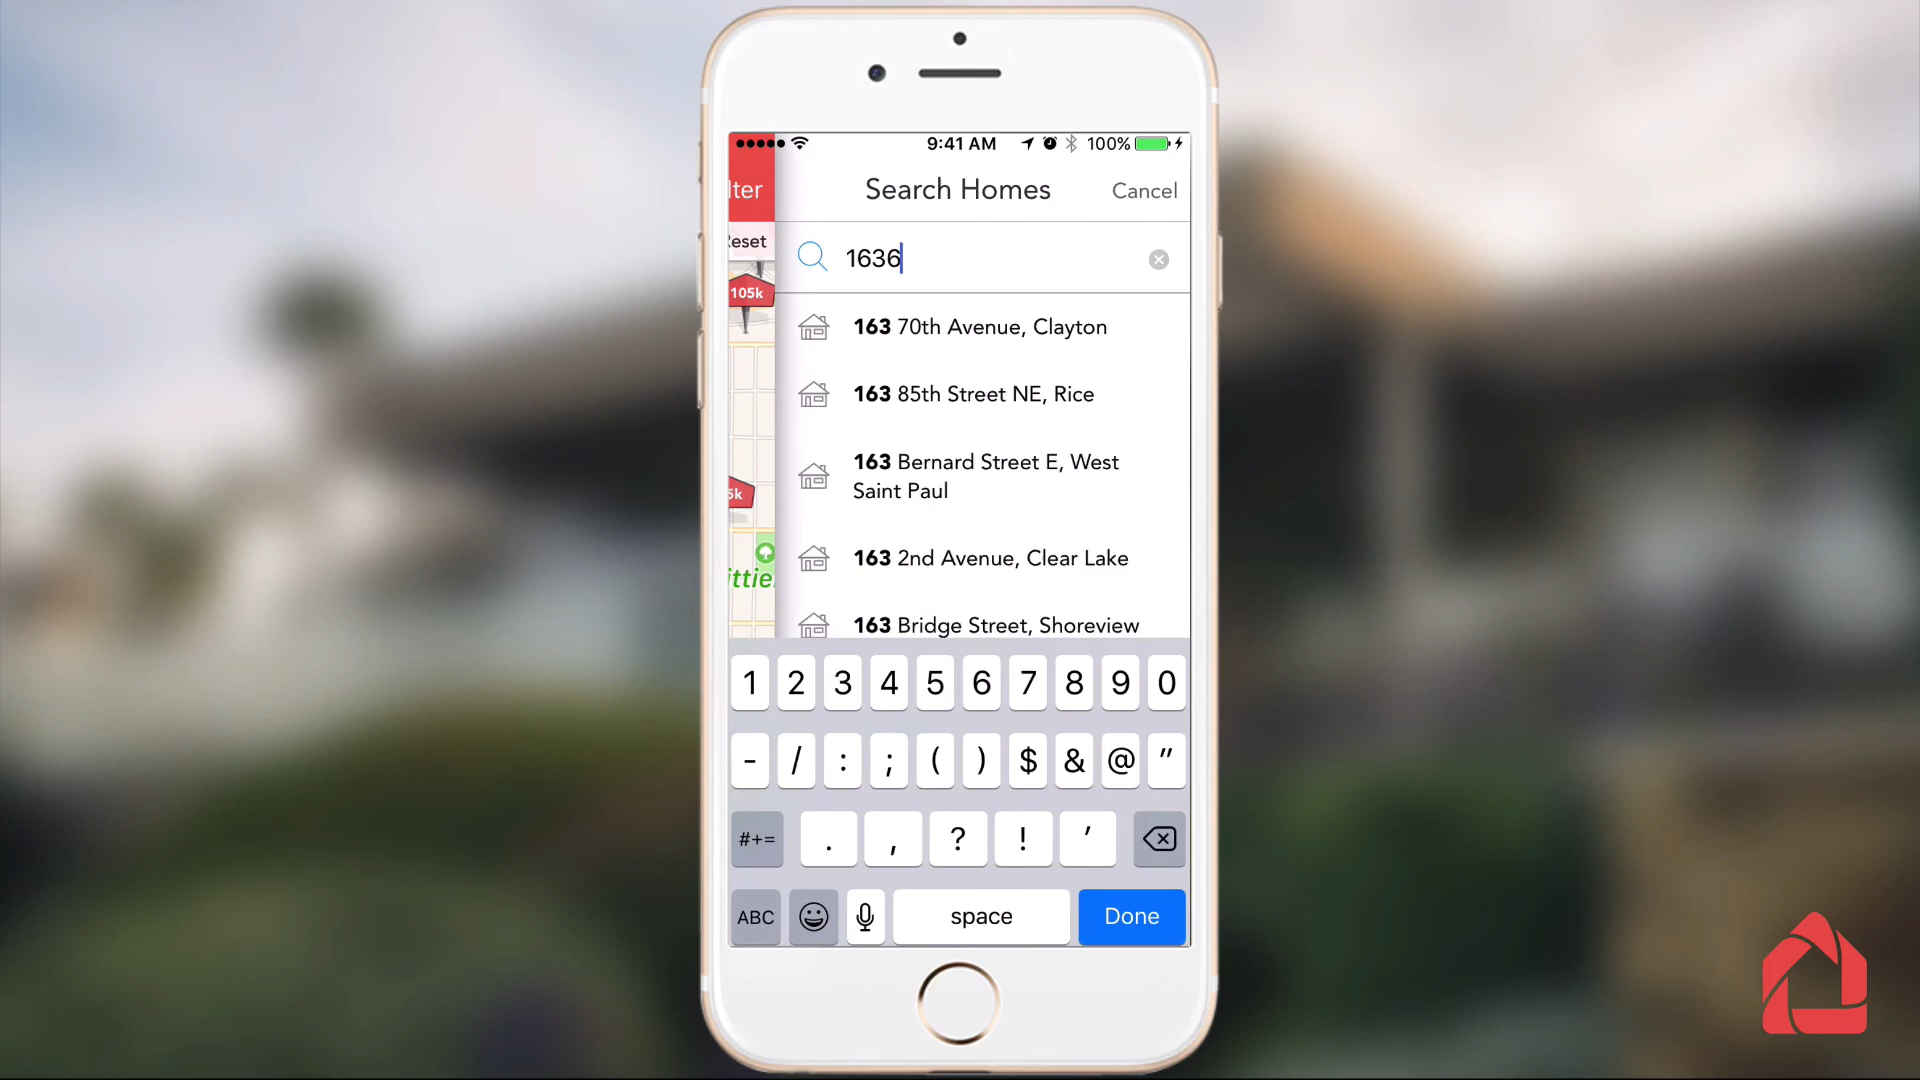 9:41 AM 100%
lter Search Homes Cancel
eset
1636
105k
163 70th Avenue, Clayton
163 85th Street NE, Rice
163 Bernard Street E, West
Saint Paul
5k
163 2nd Avenue, Clear Lake
ittie
163 Bridge Street, Shoreview
1 2 3 4 5 6 7 8 9 0
- / : ; ( ) $ & @ "
#+= . , ? ! '
ABC space Done